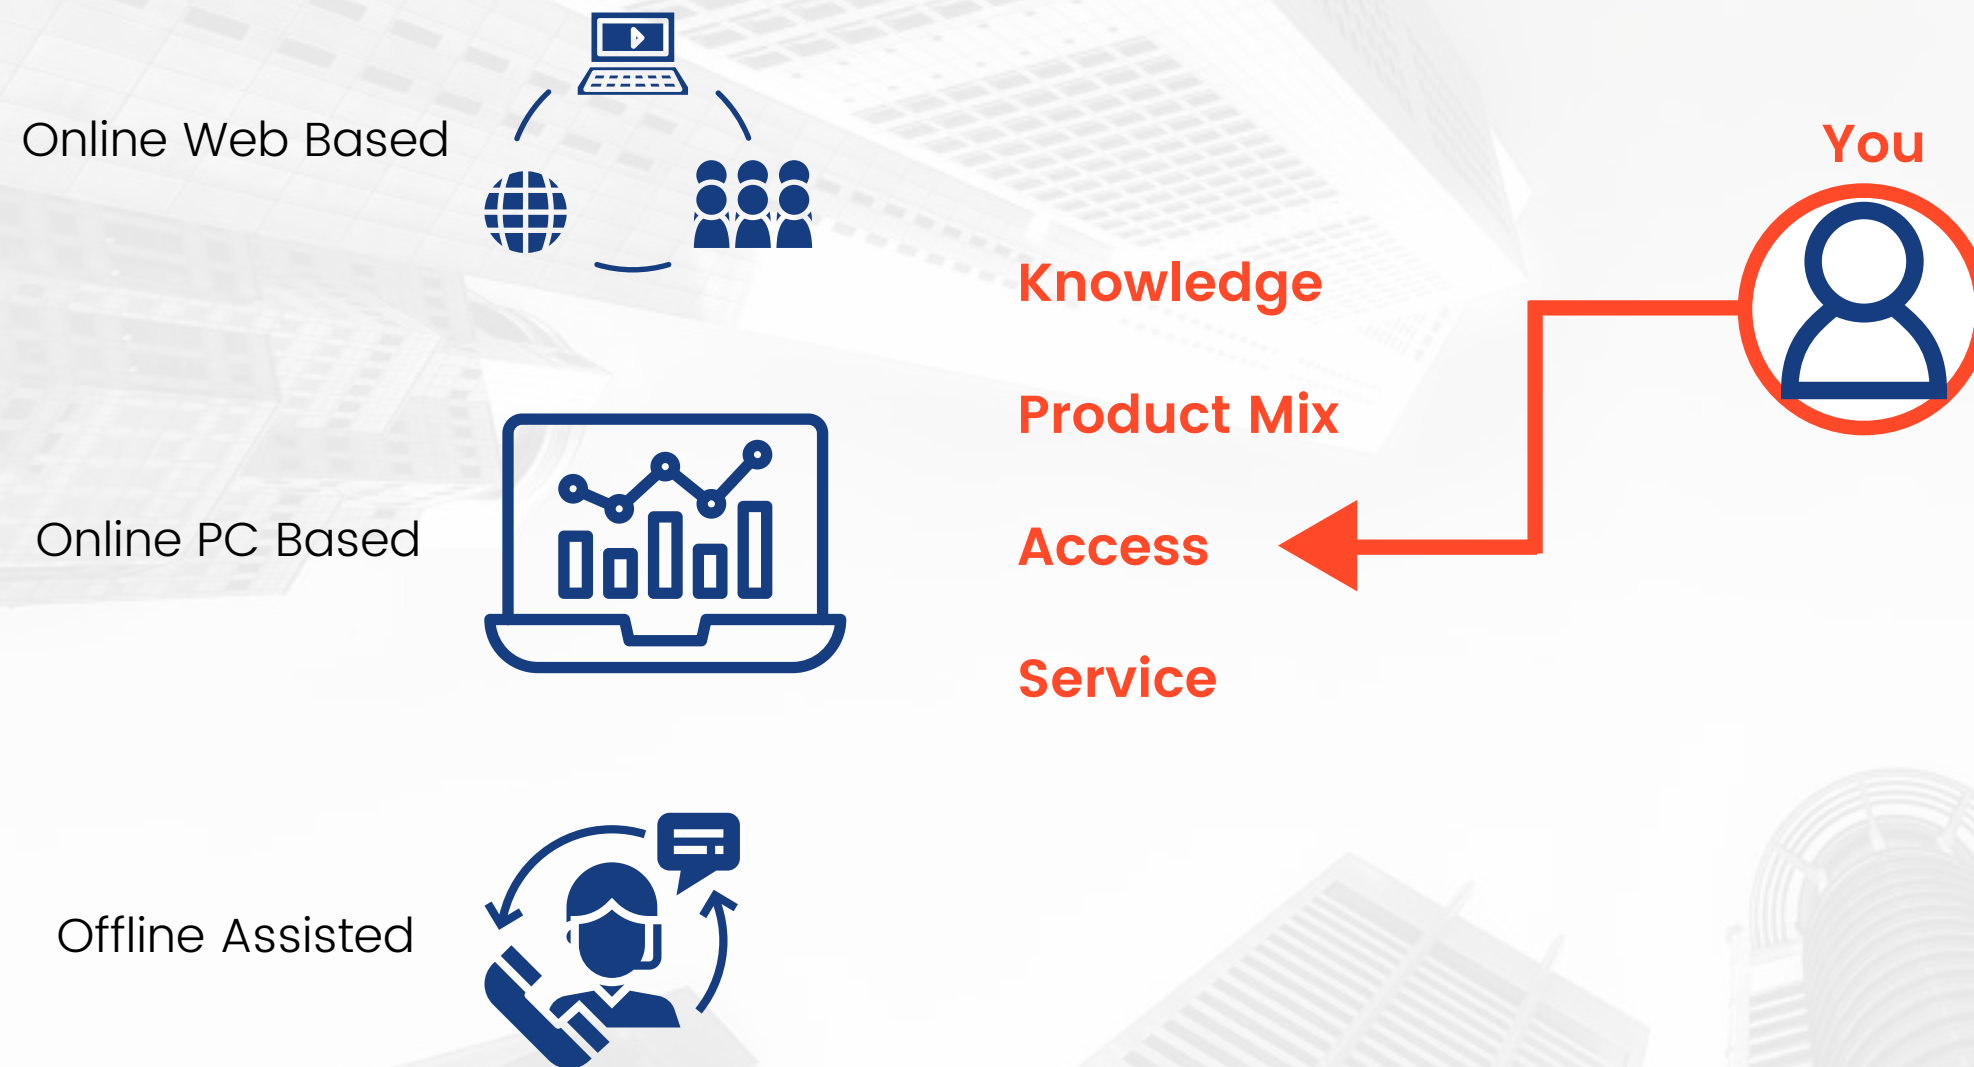 Online Web Based
You
Knowledge
Product Mix
Online PC Based
Access
Service
Offline Assisted